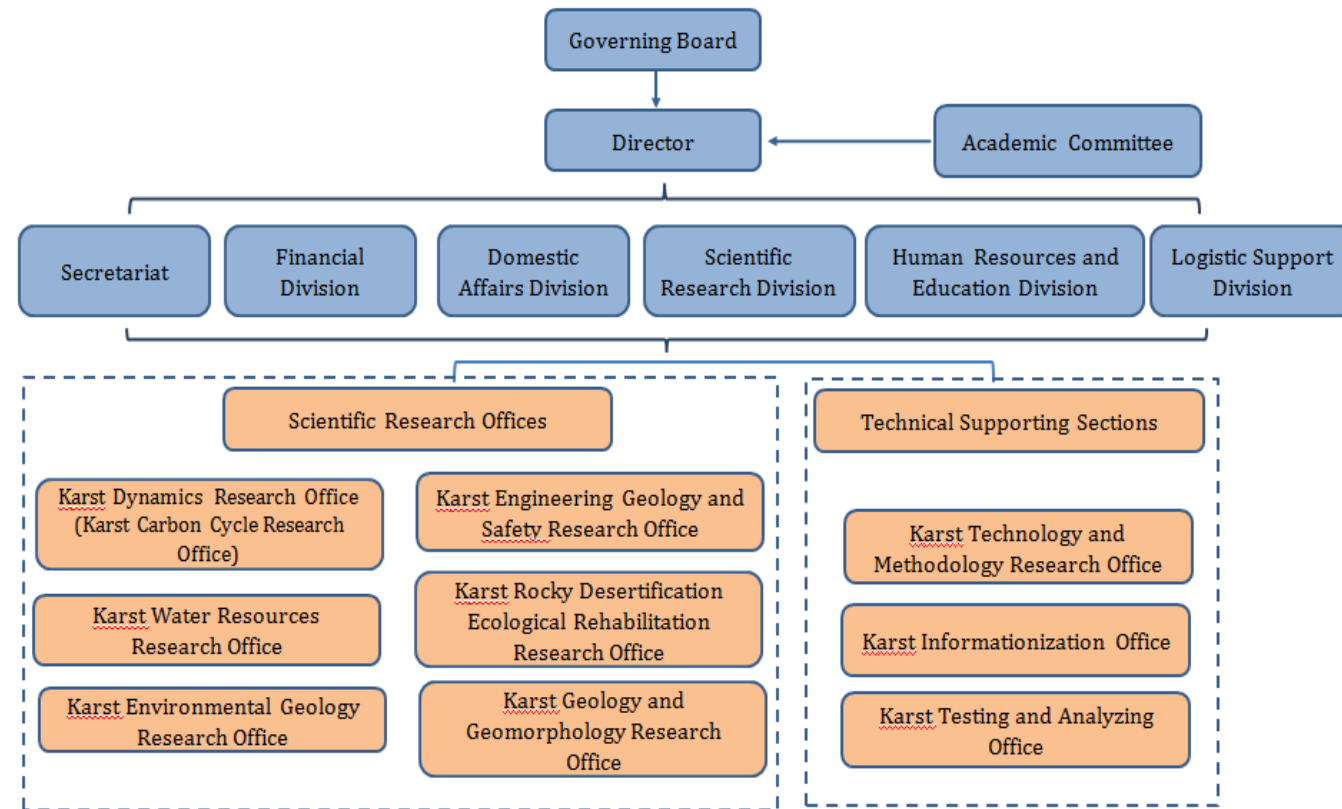 Governing Board
Director
Academic Committee
Secretariat
Financial
Division
Domestic
Affairs Division
Scientific
Research Division
Human Resources and
Education Division
Logistic Support
Division
Scientific Research Offices
Karst Dynamics Research Office
(Karst Carbon Cycle Research
Office)
Karst Water Resources
Research Office
Karst Environmental Geology
Research Office
Karst Engineering Geology and
Safety Research Office
Karst Rocky Desertification
Ecological Rehabilitation
Research Office
Karst Geology and
Geomorphology Research
Office
Technical Supporting Sections
Karst Technology and
Methodology Research Office
Karst Informationization Office
Karst Testing and Analyzing
Office